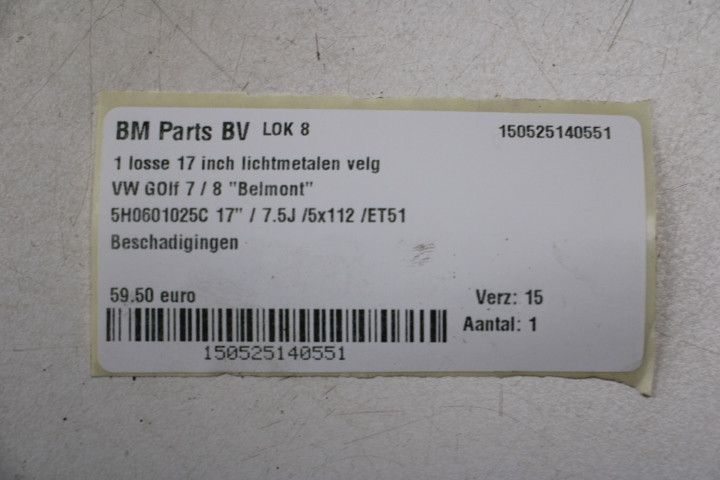 BM Parts BV LOK 8 150525140551
1 losse 17 inch lichtmetalen velg
VW GOlf 7 / 8 "Belmont"
5H0601025C 17" / 7.5J /5x112 /ET51
Beschadigingen
59.50 euro Verz: 15
Aantal: 1
150525140551